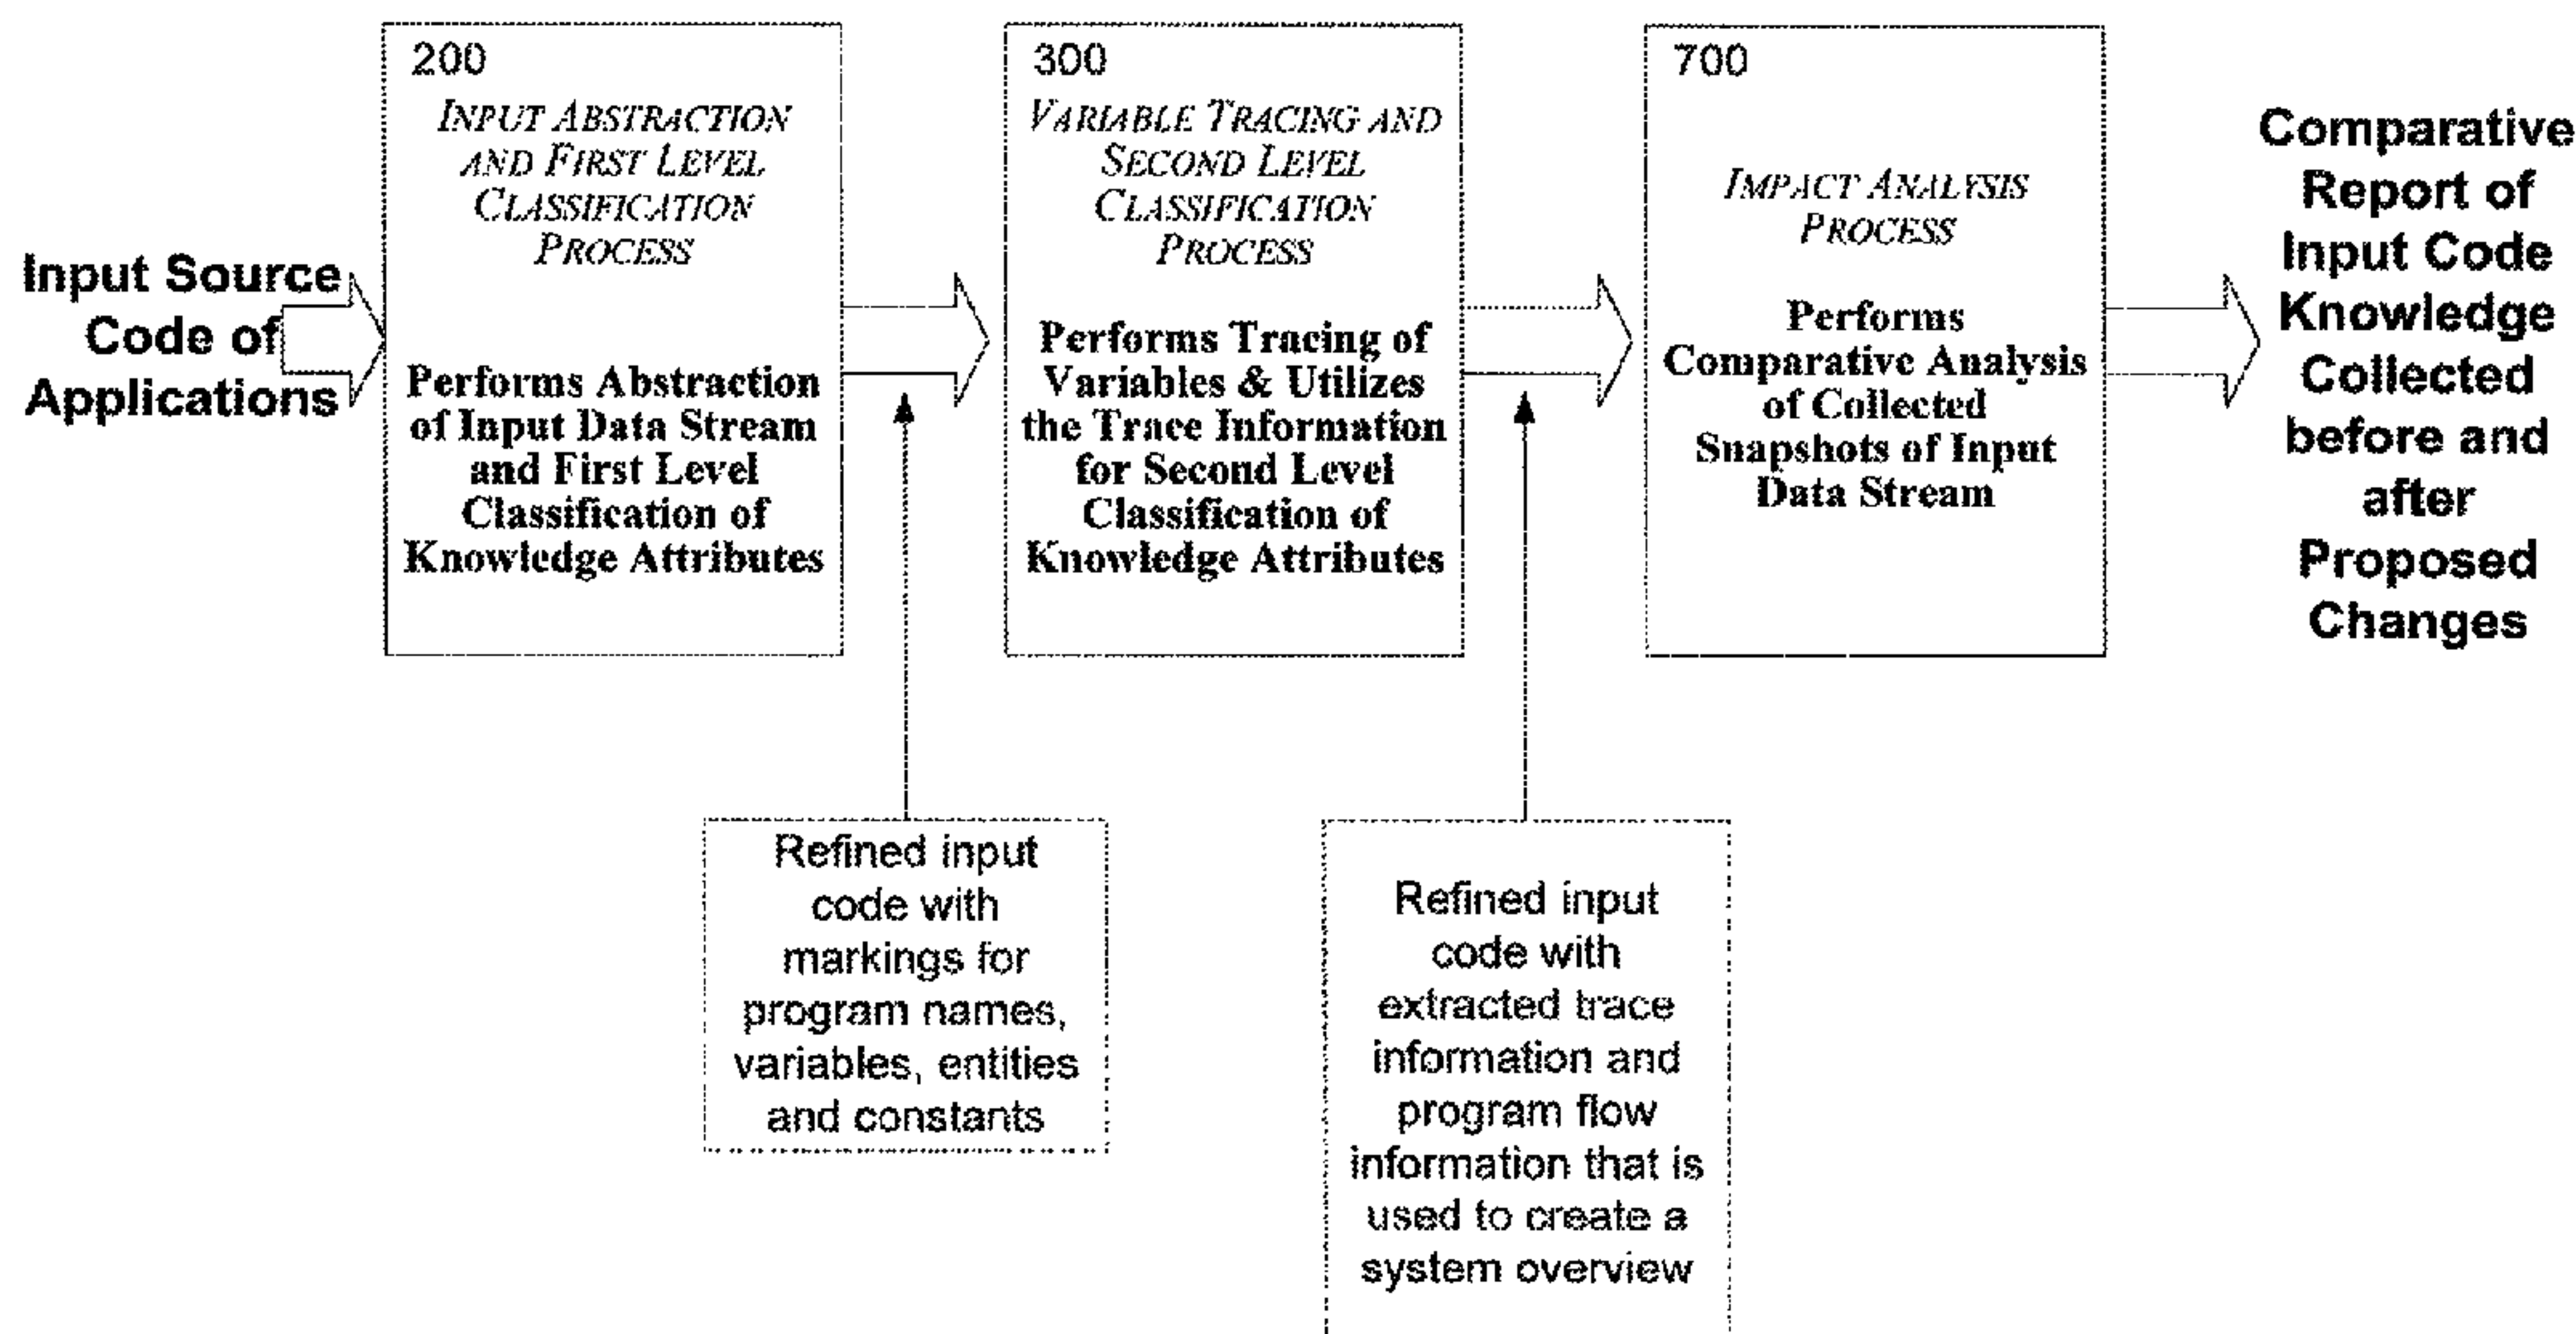 Input Source
Code of
Applications
200
INPUT ABSTRACTION
AND FIRST LEVEL
CLASSIFICATION
PROCESS
Performs Abstraction
of Input Data Stream
and First Level
Classification of
Knowledge Attributes
300
VARIABLE TRACING AND
SECOND LEVEL
CLASSIFICATION
PROCESS
Performs Tracing of
Variables & Utilizes
the Trace Information
for Second Level
Classification of
Knowledge Attributes
700
IMPACT ANALYSIS
PROCESS
Performs
Comparative Analysis
of Collected
Snapshots of Input
Data Stream
Comparative
Report of
Input Code
Knowledge
Collected
before and
after
Proposed
Changes
Refined input
code with
markings for
program names,
variables, entities
and constants
Refined input
code with
extracted trace
information and
program flow
information that is
used to create a
system overview